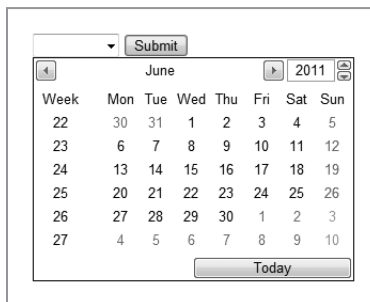 Submit
June 2011
Week Mon Tue Wed Thu Fri Sat Sun
22 30 31 1 2 3 4 5
23 6 7 8 9 10 11 12
24 13 14 15 16 17 18 19
25 20 21 22 23 24 25 26
26 27 28 29 30 1 2 3
27 4 5 6 7 8 9 10
Today